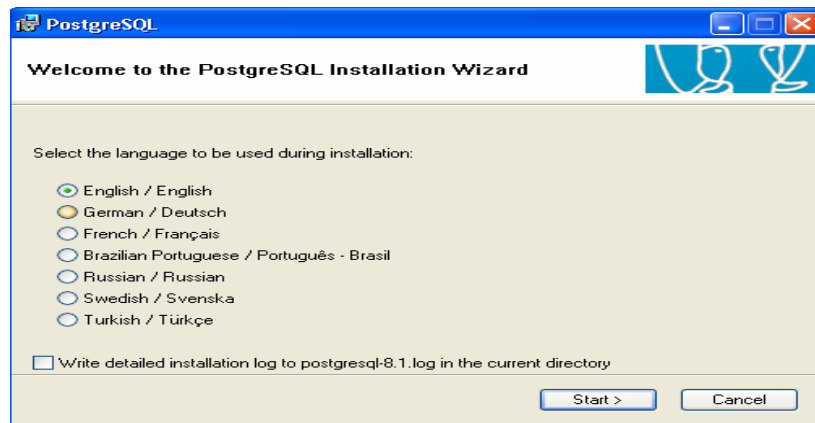 PostgreSQL
Welcome to the PostgreSQL Installation Wizard
Select the language to be used during installation:
English / English
German / Deutsch
French / Français
Brazilian Portuguese / Português - Brasil
Russian / Russian
Swedish / Svenska
Turkish / Türkçe
Write detailed installation log to postgresql-8.1.log in the current directory
Start >
Cancel